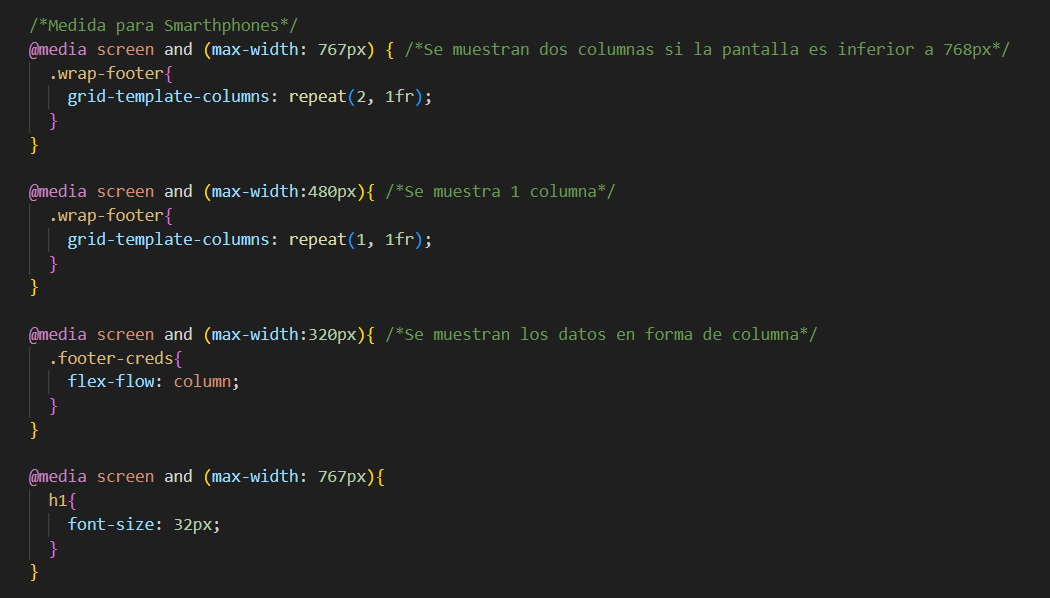 /*Medida para Smarthphones*/
@media screen and (max-width: 767px) { /*Se muestran dos columnas si la pantalla es inferior a 768px*/
.wrap-footer{
grid-template-columns: repeat(2, 1fr);
}
}
@media screen and (max-width:480px){ /*Se muestra 1 columna*/
.wrap-footer{
grid-template-columns: repeat(1, 1fr);
}
}
@media screen and (max-width:320px){ /*Se muestran los datos en forma de columna*/
.footer-creds{
flex-flow: column;
}
}
@media screen and (max-width: 767px){
h1{
font-size: 32px;
}
}